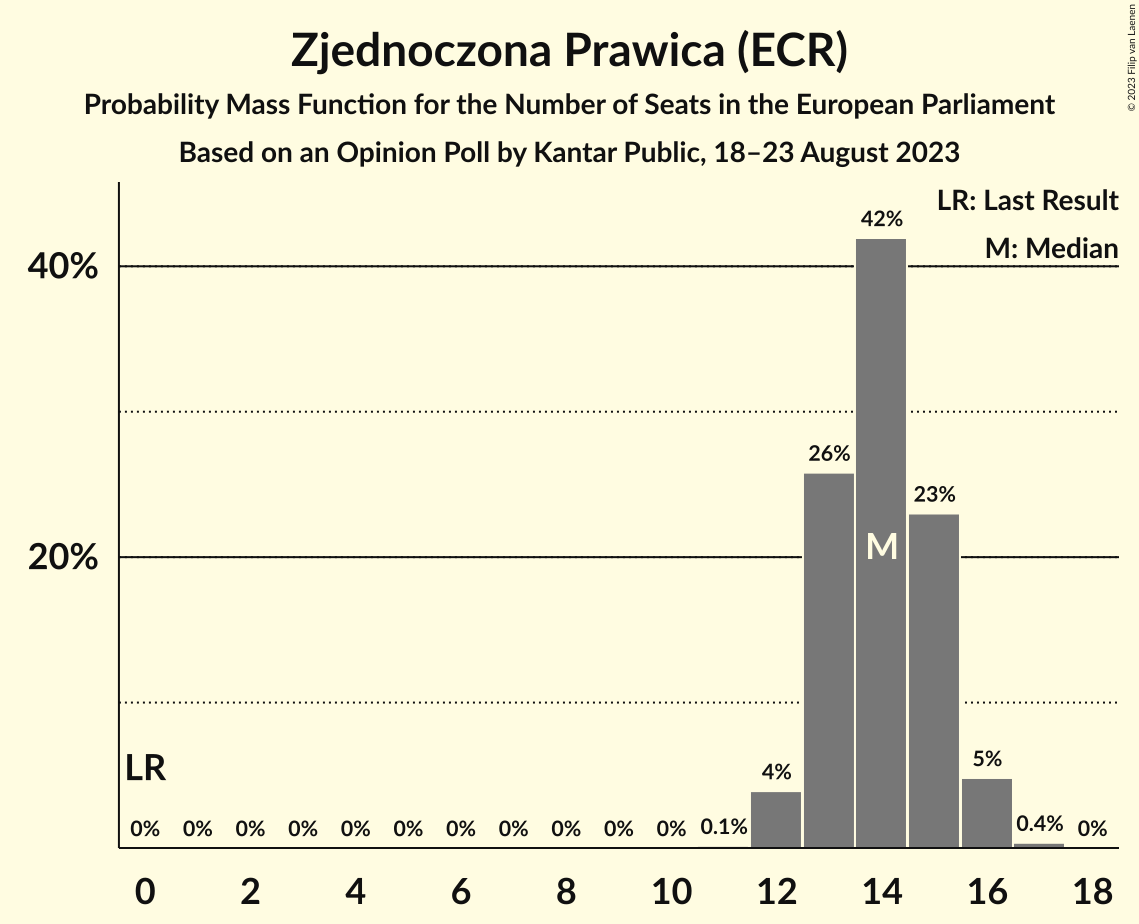 Zjednoczona Prawica (ECR)
Probability Mass Function for the Number of Seats in the European Parliament
Based on an Opinion Poll by Kantar Public, 18–23 August 2023
© 2023 Filip van Laenen
LR: Last Result
M: Median
42%
40%
26%
23%
M
20%
LR
4%
5%
0% 0% 0% 0% 0% 0% 0% 0% 0% 0% 0% 0.1% 0.4% 0%
0 2 4 6 8 10 12 14 16 18